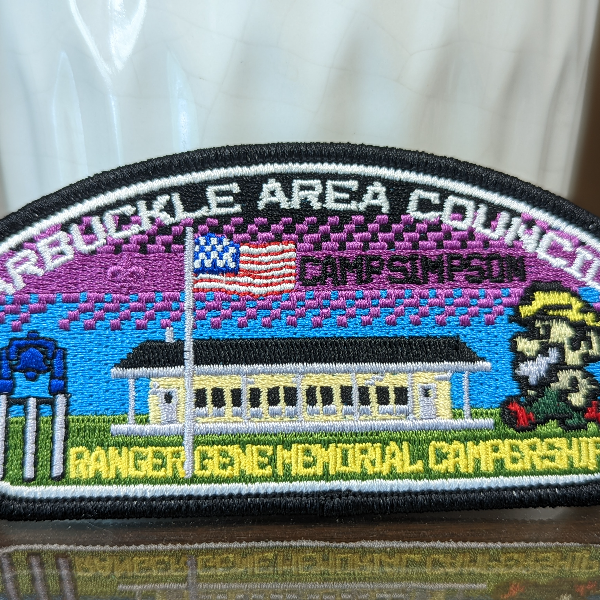 ARBUCKLE AREA COUNCIL
CAMP SIMPSON
RANGER GENE MEMORIAL CAMPERSHIP